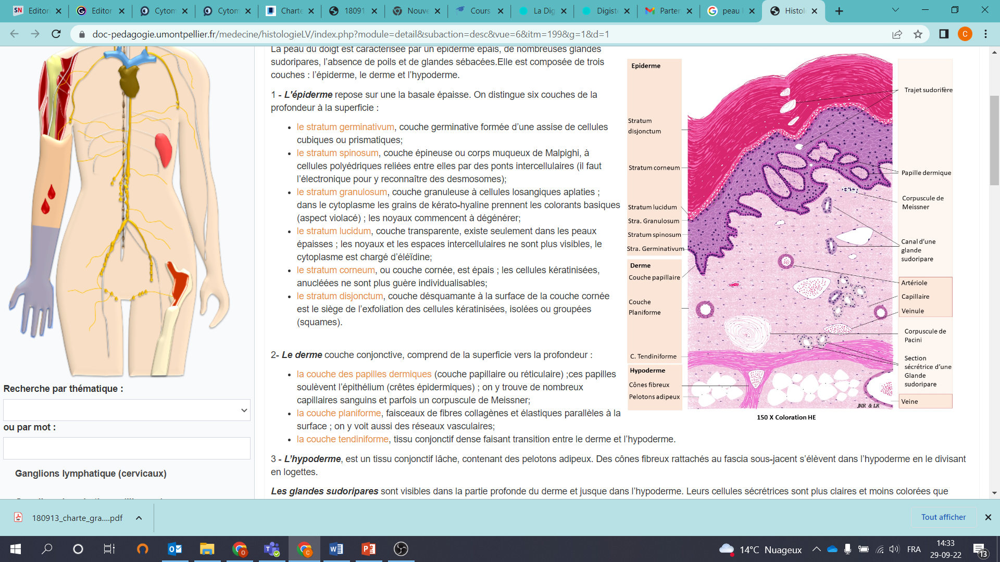 Editori
Editor
Cytom
Cytom
Charte
18091
Nouve
Cours
La Dig
Digiste
Parten
peau l
Histol
doc-pedagogie.umontpellier.fr/medecine/histologieLV/index.php?module=detail&subaction=desc&vue=6&itm=199&g=1&d=1
C
Recherche par thématique :
ou par mot :
Ganglions lymphatique (cervicaux)
La peau du doigt est caractérisée par un épiderme épais, de nombreuses glandes
sudoripares, l'absence de poils et de glandes sébacées.Elle est composée de trois
couches : l'épiderme, le derme et l'hypoderme.
1 - L'épiderme repose sur une la basale épaisse. On distingue six couches de la
profondeur à la superficie :
• le stratum germinativum, couche germinative formée d'une assise de cellules
cubiques ou prismatiques;
• le stratum spinosum, couche épineuse ou corps muqueux de Malpighi, à
cellules polyédriques reliées entre elles par des ponts intercellulaires (il faut
l'électronique pour y reconnaître des desmosomes);
• le stratum granulosum, couche granuleuse à cellules losangiques aplaties ;
dans le cytoplasme les grains de kérato-hyaline prennent les colorants basiques
(aspect violacé) ; les noyaux commencent à dégénérer;
• le stratum lucidum, couche transparente, existe seulement dans les peaux
épaisses ; les noyaux et les espaces intercellulaires ne sont plus visibles, le
cytoplasme est chargé d'éléïdine;
• le stratum corneum, ou couche cornée, est épais ; les cellules kératinisées,
anucléées ne sont plus guère individualisables;
• le stratum disjonctum, couche désquamante à la surface de la couche cornée
est le siège de l'exfoliation des cellules kératinisées, isolées ou groupées
(squames).
2- Le derme couche conjonctive, comprend de la superficie vers la profondeur :
• la couche des papilles dermiques (couche papillaire ou réticulaire) ;ces papilles
soulèvent l'épithélium (crêtes épidermiques) ; on y trouve de nombreux
capillaires sanguins et parfois un corpuscule de Meissner;
• la couche planiforme, faisceaux de fibres collagènes et élastiques parallèles à la
surface ; on y voit aussi des réseaux vasculaires;
• la couche tendiniforme, tissu conjonctif dense faisant transition entre le derme et l'hypoderme.
3 - L'hypoderme, est un tissu conjonctif lâche, contenant des pelotons adipeux. Des cônes fibreux rattachés au fascia sous-jacent s'élèvent dans l'hypoderme en le divisant
en logettes.
Les glandes sudoripares sont visibles dans la partie profonde du derme et jusque dans l'hypoderme. Leurs cellules sécrétrices sont plus claires et moins colorées que
Epiderme
Stratum
disjonctum
Stratum corneum
Stratum lucidum
Stra. Granulosum
Stratum spinosum
Stra. Germinativum
Derme
Couche papillaire
Couche
Planiforme
C. Tendiniforme
Hypoderme
Cônes fibreux
Pelotons adipeux
Trajet sudorifère
Papille dermique
Corpuscule de
Meissner
Canal d'une
glande
sudoripare
Artériole
Capillaire
Veinule
Corpuscule de
Pacini
Section
sécrétrice d'une
Glande
sudoripare
Veine
JMR & LR
150 X Coloration HE
180913_charte_gra....pdf
Tout afficher
14°C Nuageux
FRA
14:33
29-09-22
13